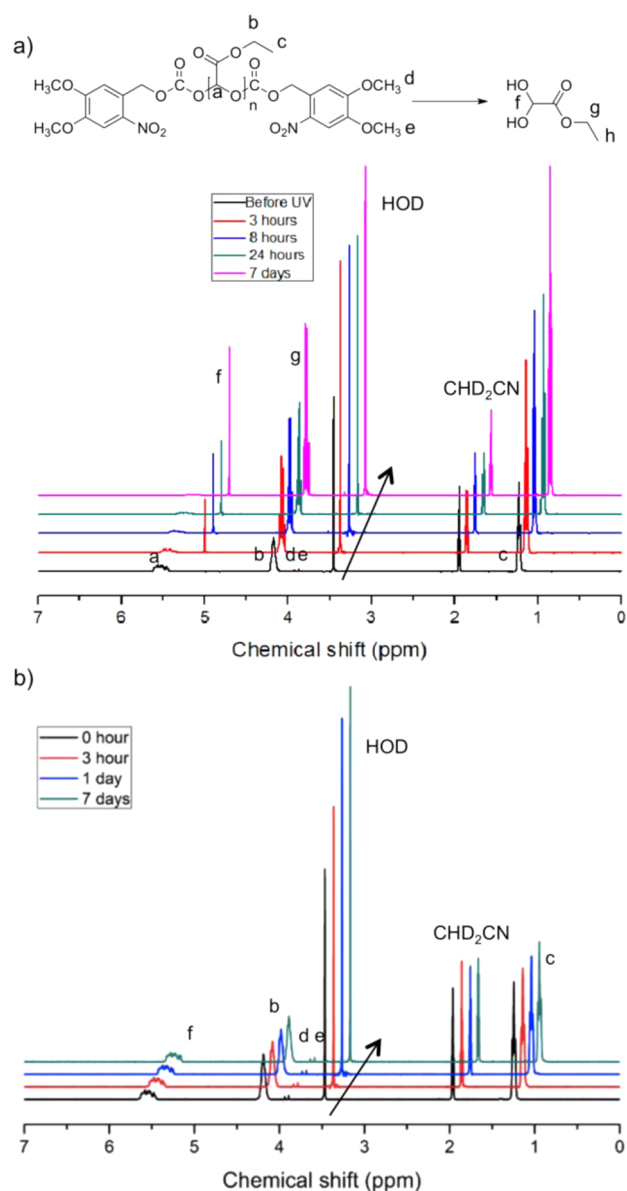 a)
b
c
O
O
O
O
H₃CO
O
O
a
O
n
O
OCH₃
d
H₃CO
NO₂
O₂N
OCH₃
e
HO
O
f
HO
O
g
h
Before UV
3 hours
8 hours
24 hours
7 days
HOD
f
g
CHD₂CN
a
b
d
e
c
7 6 5 4 3 2 1 0
Chemical shift (ppm)
b)
0 hour
3 hour
1 day
7 days
HOD
CHD₂CN
c
b
f
d e
7 6 5 4 3 2 1 0
Chemical shift (ppm)